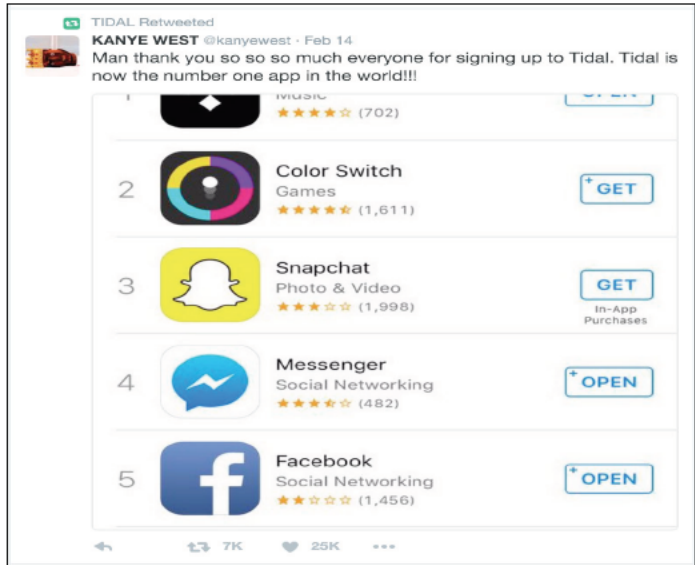 TIDAL Retweeted
KANYE WEST @kanyewest · Feb 14
Man thank you so so so much everyone for signing up to Tidal. Tidal is
now the number one app in the world!!!
1 Music OPEN
(702)
Color Switch
2 Games GET
(1,611)
Snapchat
3 Photo & Video GET
(1,998) In-App
Purchases
Messenger
4 Social Networking OPEN
(482)
Facebook
5 Social Networking OPEN
(1,456)
7K 25K